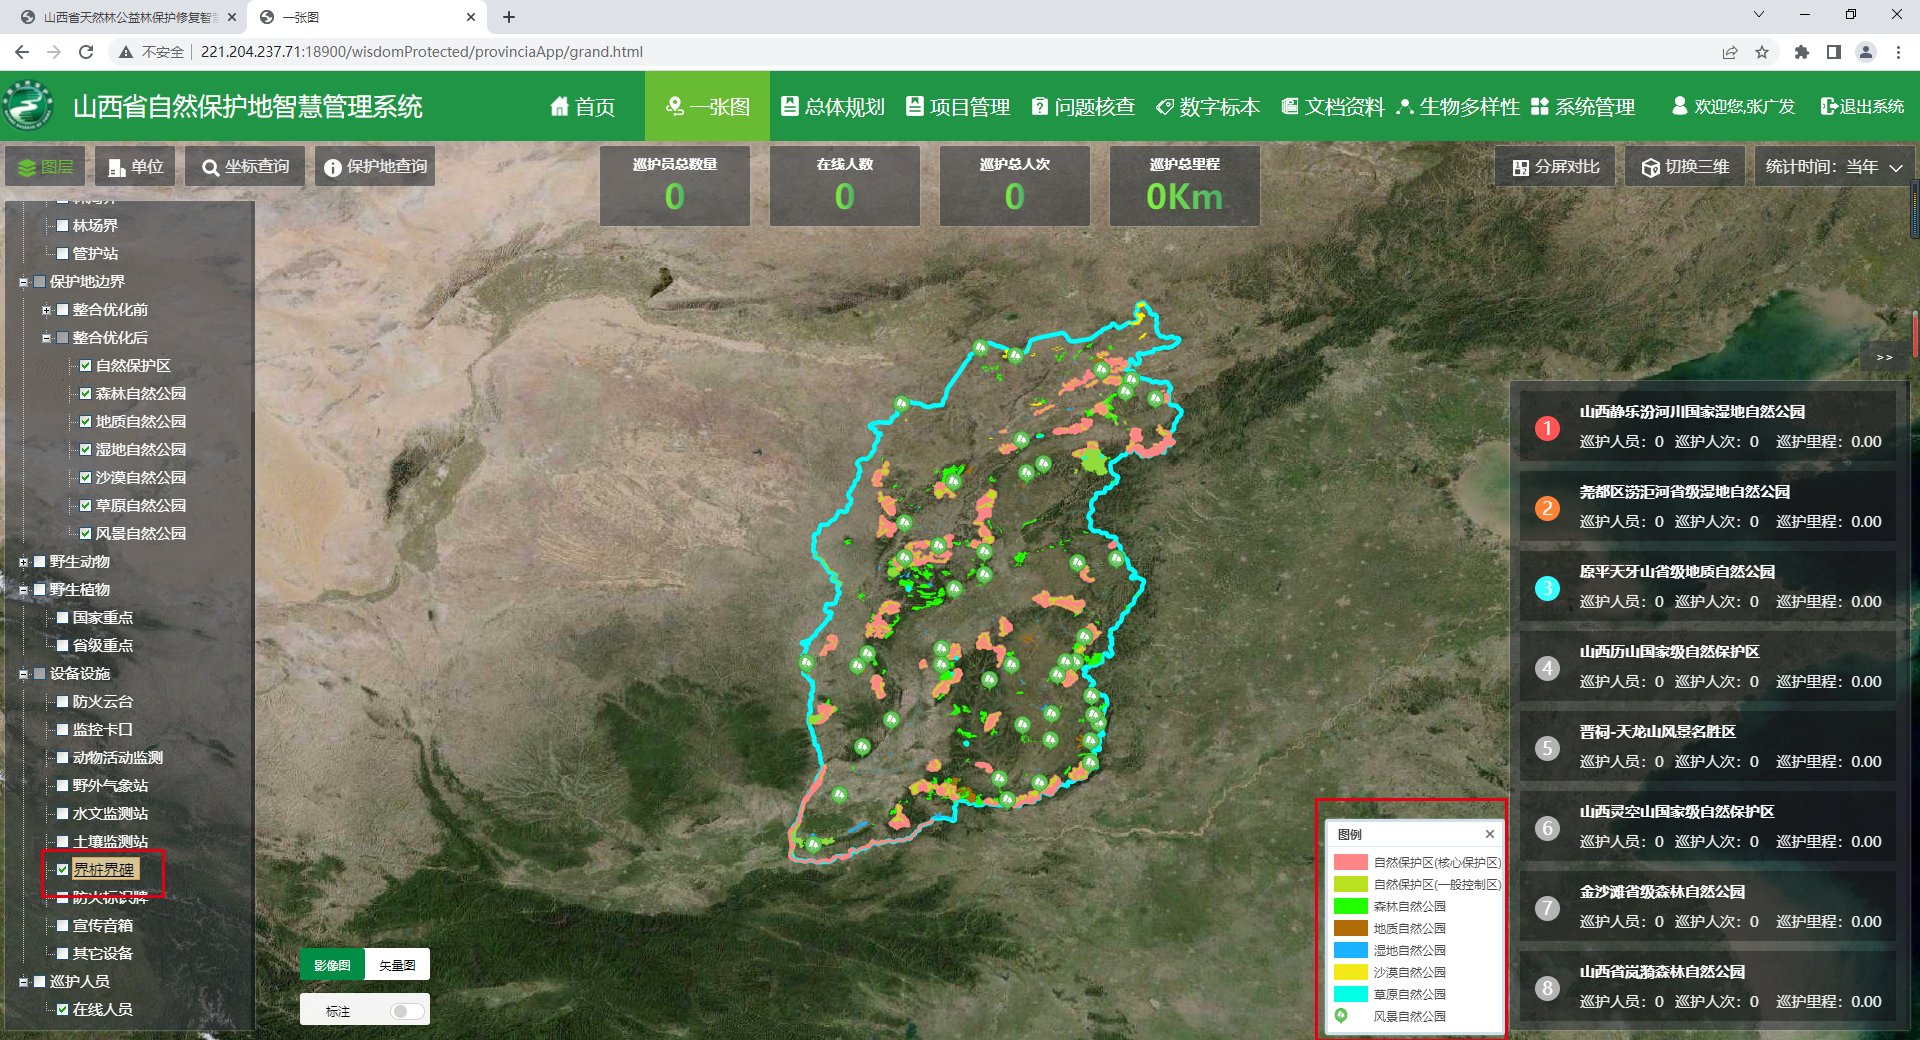 山西省天然林公益林保护修复智慧
一张图
不安全
221.204.237.71:18900/wisdomProtected/provinciaApp/grand.html
山西省自然保护地智慧管理系统
首页
一张图
总体规划
项目管理
问题核查
数字标本
文档资料
生物多样性
系统管理
欢迎您,张广发
退出系统
图层
单位
坐标查询
保护地查询
巡护员总数量
0
在线人数
0
巡护总人次
0
巡护总里程
0Km
分屏对比
切换三维
统计时间：当年
林场界
管护站
保护地边界
整合优化前
整合优化后
自然保护区
森林自然公园
地质自然公园
湿地自然公园
沙漠自然公园
草原自然公园
风景自然公园
野生动物
野生植物
国家重点
省级重点
设备设施
防火云台
监控卡口
动物活动监测
野外气象站
水文监测站
土壤监测站
界桩界碑
防火标识牌
宣传音箱
其它设备
巡护人员
在线人员
影像图
矢量图
标注
图例
自然保护区(核心保护区)
自然保护区(一般控制区)
森林自然公园
地质自然公园
湿地自然公园
沙漠自然公园
草原自然公园
风景自然公园
>>
1
山西静乐汾河川国家湿地自然公园
巡护人员：0 巡护人次：0 巡护里程：0.00
2
尧都区涝洰河省级湿地自然公园
巡护人员：0 巡护人次：0 巡护里程：0.00
3
原平天牙山省级地质自然公园
巡护人员：0 巡护人次：0 巡护里程：0.00
4
山西历山国家级自然保护区
巡护人员：0 巡护人次：0 巡护里程：0.00
5
晋祠-天龙山风景名胜区
巡护人员：0 巡护人次：0 巡护里程：0.00
6
山西灵空山国家级自然保护区
巡护人员：0 巡护人次：0 巡护里程：0.00
7
金沙滩省级森林自然公园
巡护人员：0 巡护人次：0 巡护里程：0.00
8
山西省岚漪森林自然公园
巡护人员：0 巡护人次：0 巡护里程：0.00